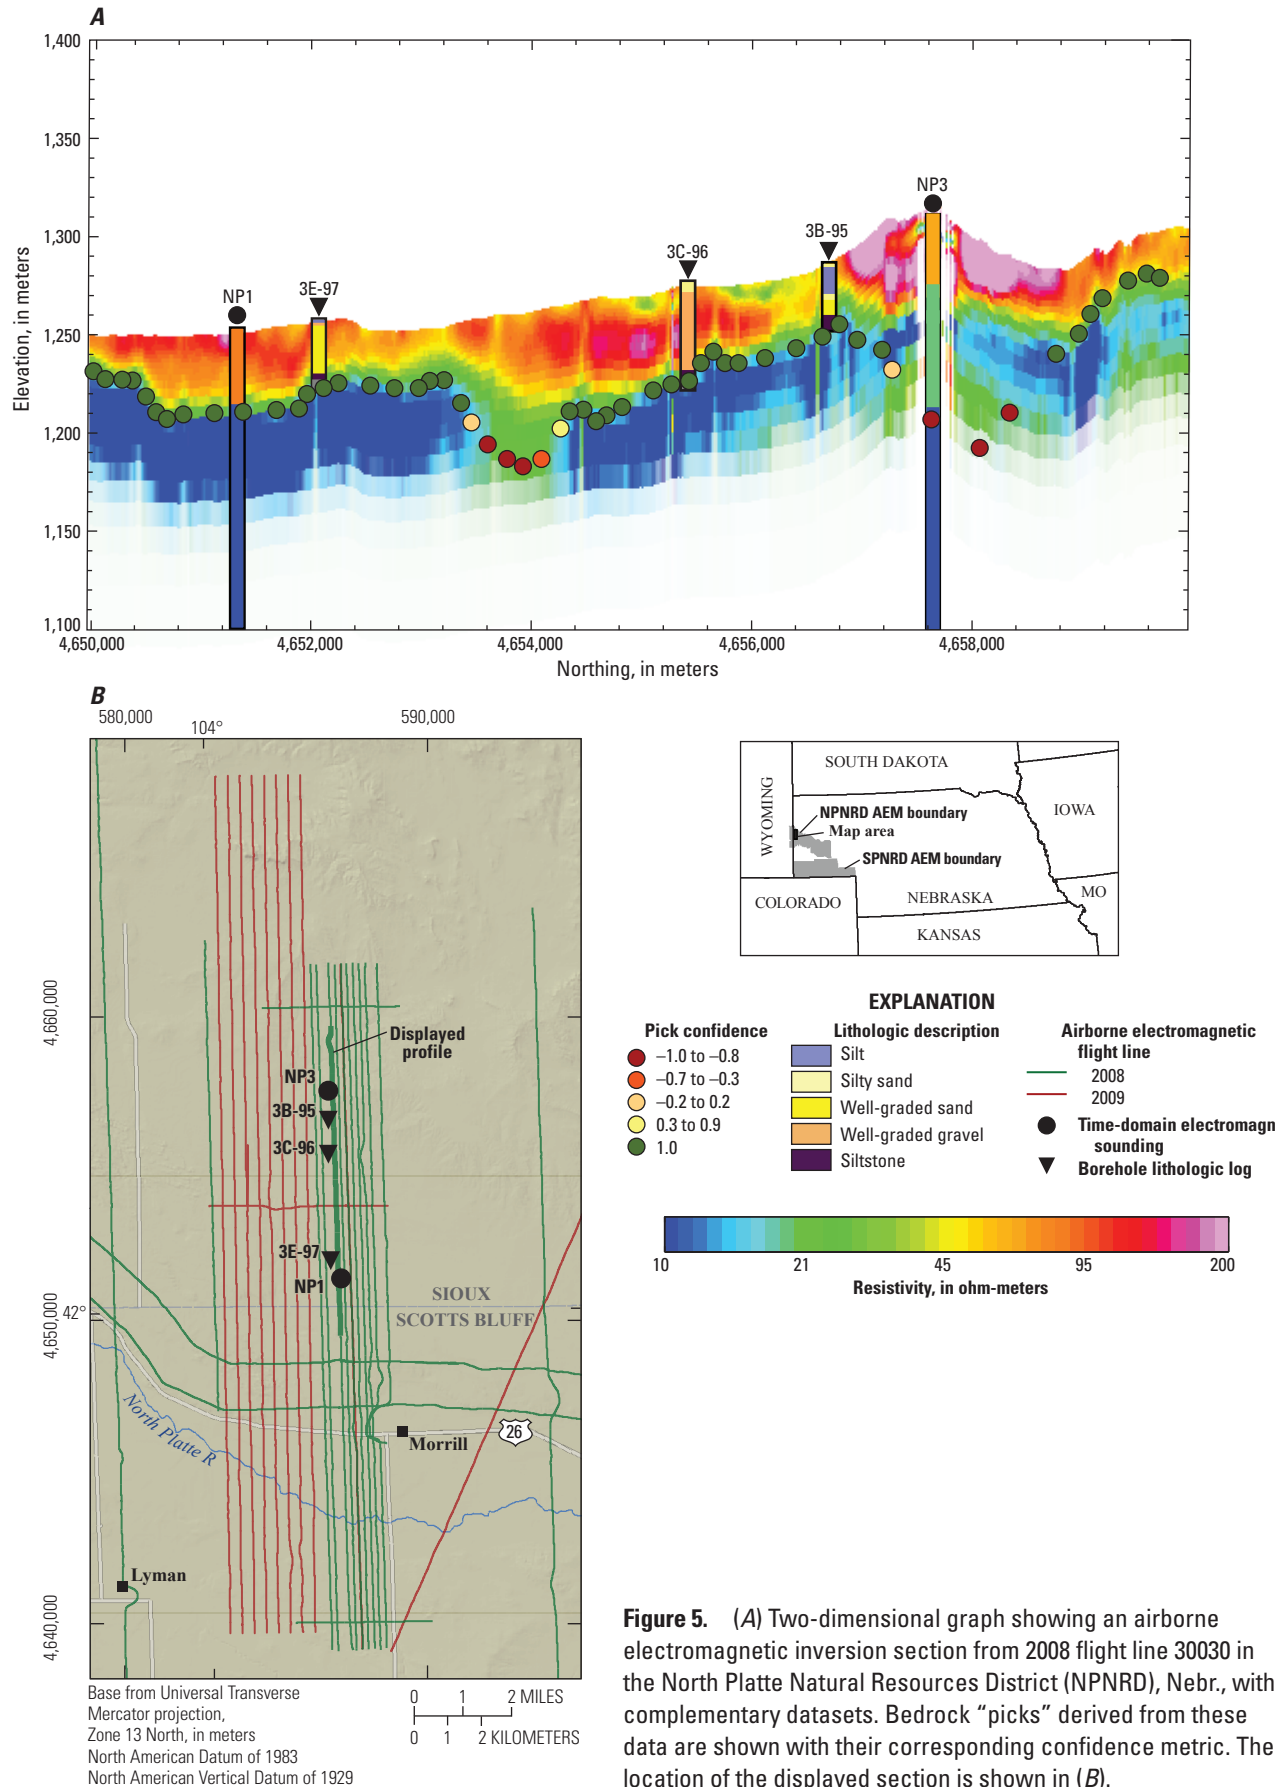 A
1,400
1,350
1,300
1,250
1,200
1,150
1,100
Elevation, in meters
NP1
3E-97
3C-96
3B-95
NP3
4,650,000
4,652,000
4,654,000
4,656,000
4,658,000
Northing, in meters
B
580,000
104°
590,000
4,660,000
4,650,000
42°
4,640,000
Displayed
profile
NP3
3B-95
3C-96
3E-97
NP1
SIOUX
SCOTTS BLUFF
North Platte R
Morrill
26
Lyman
Base from Universal Transverse
Mercator projection,
Zone 13 North, in meters
North American Datum of 1983
North American Vertical Datum of 1929
0 1 2 MILES
0 1 2 KILOMETERS
WYOMING
SOUTH DAKOTA
IOWA
NPNRD AEM boundary
Map area
SPNRD AEM boundary
COLORADO
NEBRASKA
MO
KANSAS
EXPLANATION
Pick confidence
−1.0 to −0.8
−0.7 to −0.3
−0.2 to 0.2
0.3 to 0.9
1.0
Lithologic description
Silt
Silty sand
Well-graded sand
Well-graded gravel
Siltstone
Airborne electromagnetic
flight line
2008
2009
Time-domain electromagn
sounding
Borehole lithologic log
10 21 45 95 200
Resistivity, in ohm-meters
Figure 5. (A) Two-dimensional graph showing an airborne
electromagnetic inversion section from 2008 flight line 30030 in
the North Platte Natural Resources District (NPNRD), Nebr., with
complementary datasets. Bedrock “picks” derived from these
data are shown with their corresponding confidence metric. The
location of the displayed section is shown in (B).